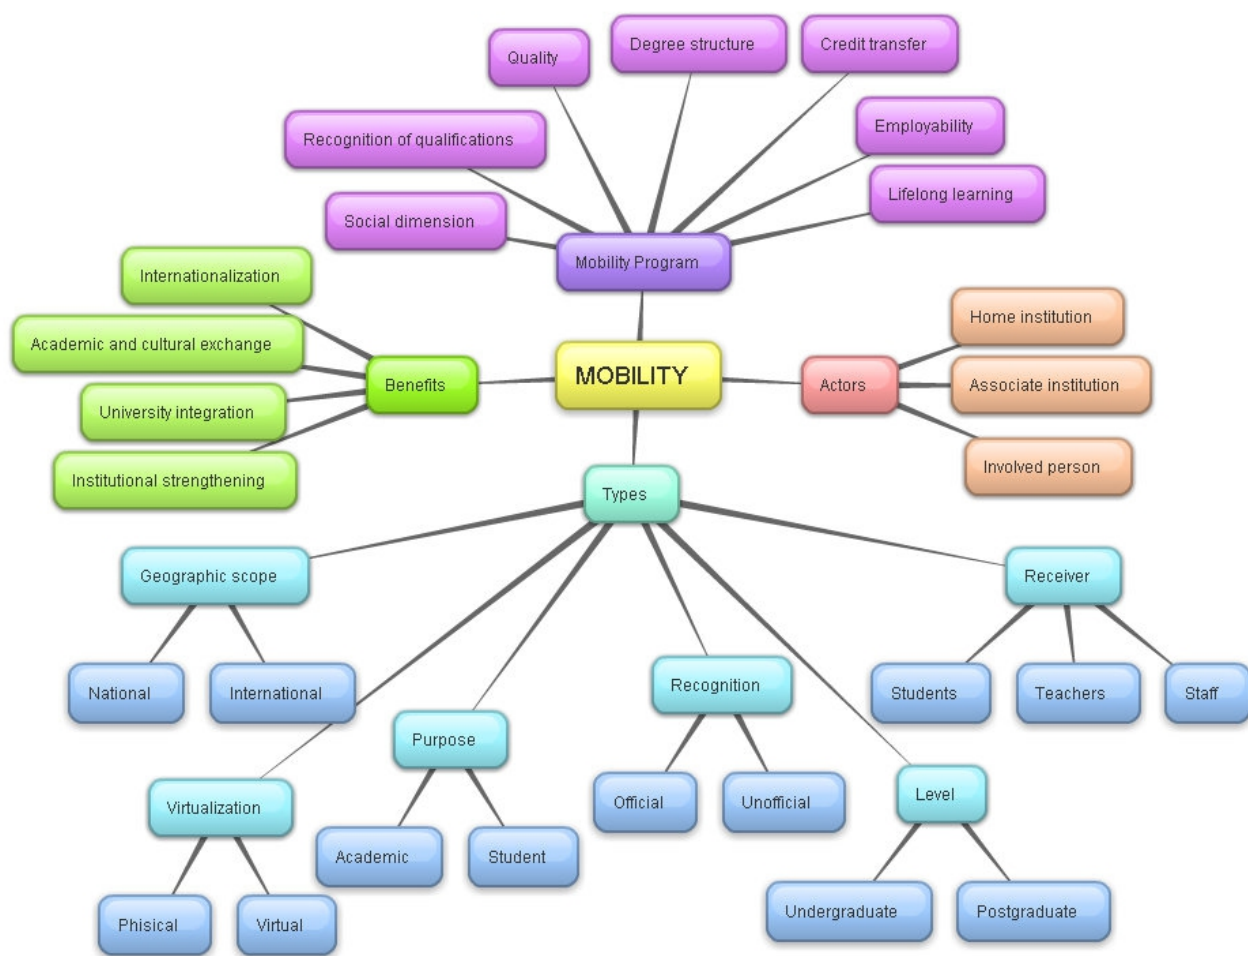 Degree structure
Credit transfer
Quality
Employability
Recognition of qualifications
Lifelong learning
Social dimension
Mobility Program
Internationalization
Home institution
Academic and cultural exchange
MOBILITY
Benefits
Actors
Associate institution
University integration
Involved person
Institutional strengthening
Types
Geographic scope
Receiver
National
International
Recognition
Students
Teachers
Staff
Purpose
Virtualization
Official
Unofficial
Level
Academic
Student
Phisical
Virtual
Undergraduate
Postgraduate